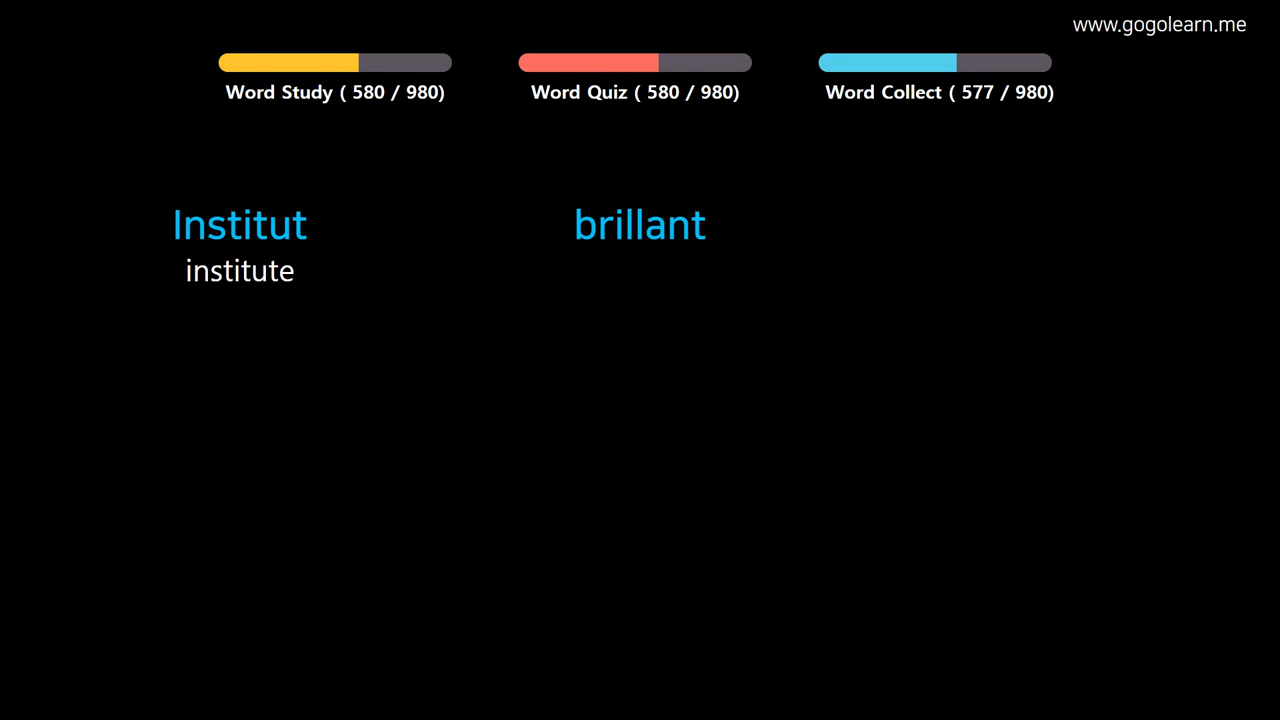 www.gogolearn.me
Word Study ( 580 / 980)
Word Quiz ( 580 / 980)
Word Collect ( 577 / 980)
Institut
institute
brillant